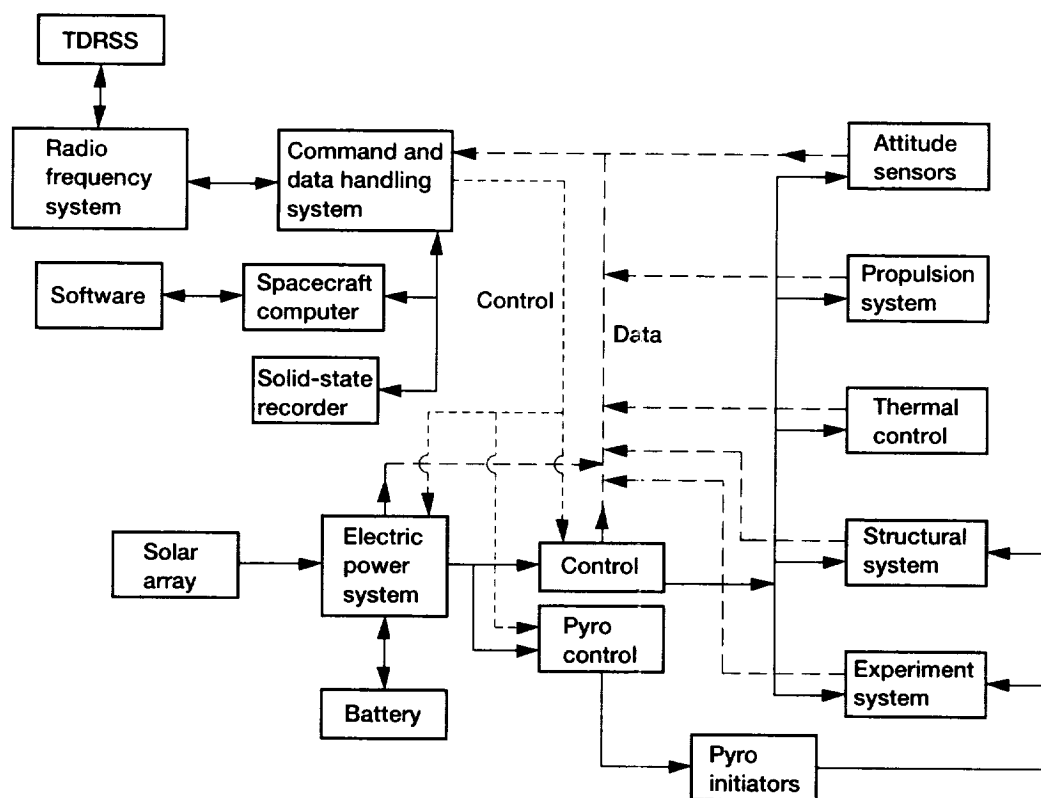 TDRSS
Radio
frequency
system
Command and
data handling
system
Attitude
sensors
Software
Spacecraft
computer
Control
Propulsion
system
Data
Solid-state
recorder
Thermal
control
Solar
array
Electric
power
system
Control
Structural
system
Pyro
control
Battery
Experiment
system
Pyro
initiators